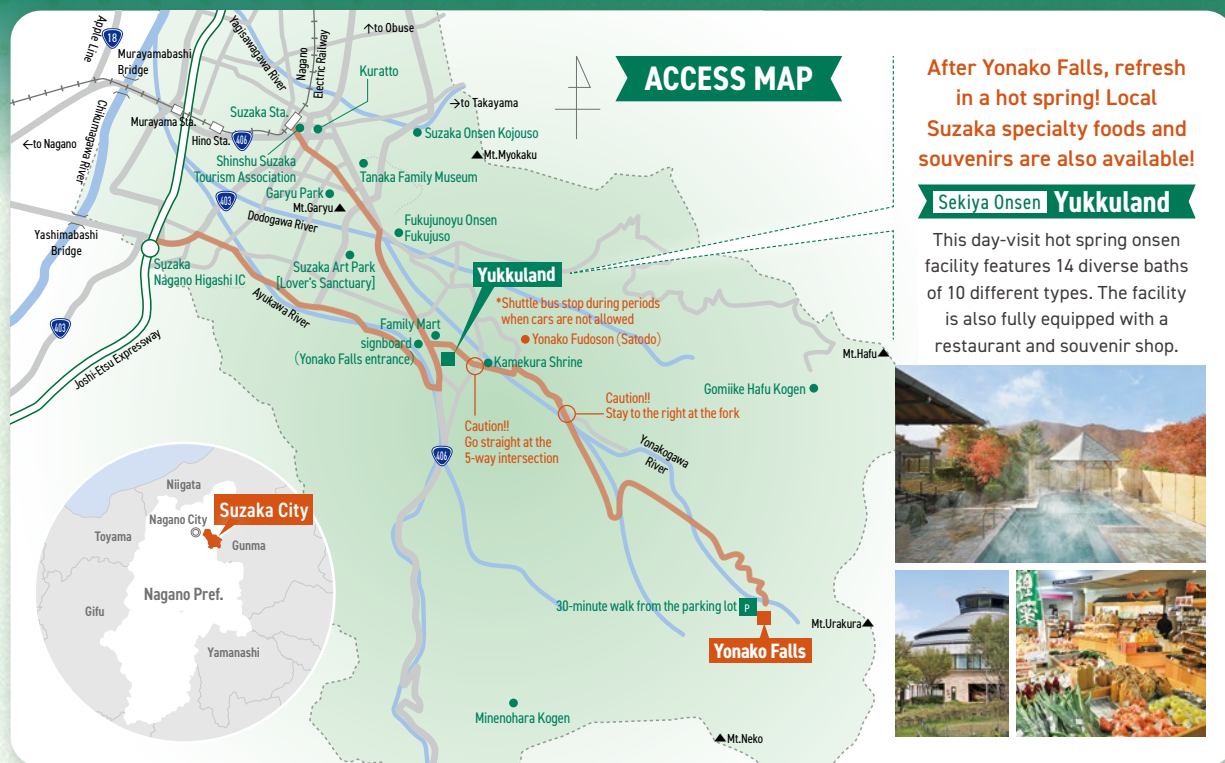 ACCESS MAP
↑to Obuse
18
Apple Line
Murayamabashi
Bridge
Yagisawagawa River
Nagano
Electric Railway
Kuratto
→to Takayama
Suzaka Sta.
Murayama Sta.
Hino Sta.
406
Chikumagawa River
←to Nagano
Suzaka Onsen Kojouso
▲Mt.Myokaku
Shinshu Suzaka
Tourism Association
Tanaka Family Museum
Garyu Park
Mt.Garyu▲
403
Dodogawa River
Fukujunoyu Onsen
Fukujuso
Yashimabashi
Bridge
Suzaka
Nagano Higashi IC
Suzaka Art Park
[Lover's Sanctuary]
Yukkuland
Ayukawa River
*Shuttle bus stop during periods
when cars are not allowed
Yonako Fudoson (Satodo)
403
Joshi-Etsu Expressway
Family Mart
signboard
(Yonako Falls entrance)
Kamekura Shrine
Mt.Hafu▲
Gomiike Hafu Kogen
Caution!!
Stay to the right at the fork
Caution!!
Go straight at the
5-way intersection
406
Yonakogawa
River
Niigata
Suzaka City
Nagano City
Toyama
Gunma
Nagano Pref.
Gifu
Yamanashi
30-minute walk from the parking lot
P
Mt.Urakura▲
Yonako Falls
Minenohara Kogen
▲Mt.Neko
After Yonako Falls, refresh
in a hot spring! Local
Suzaka specialty foods and
souvenirs are also available!
Sekiya Onsen Yukkuland
This day-visit hot spring onsen
facility features 14 diverse baths
of 10 different types. The facility
is also fully equipped with a
restaurant and souvenir shop.